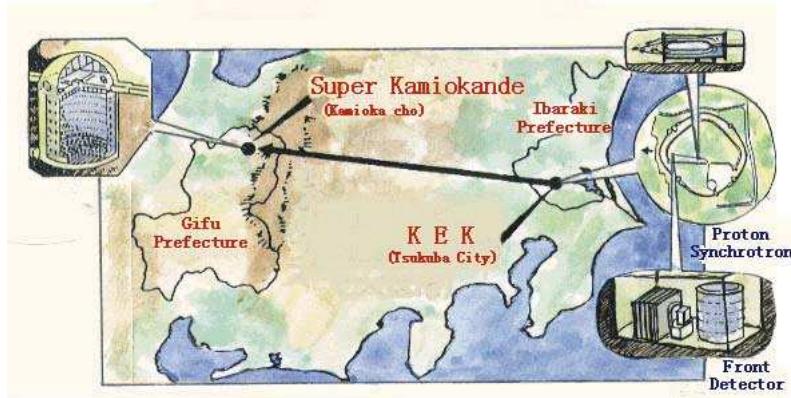 Super Kamiokande
(Kamioka cho)
Ibaraki
Prefecture
Gifu
Prefecture
K E K
(Tsukuba City)
Proton
Synchrotron
Front
Detector